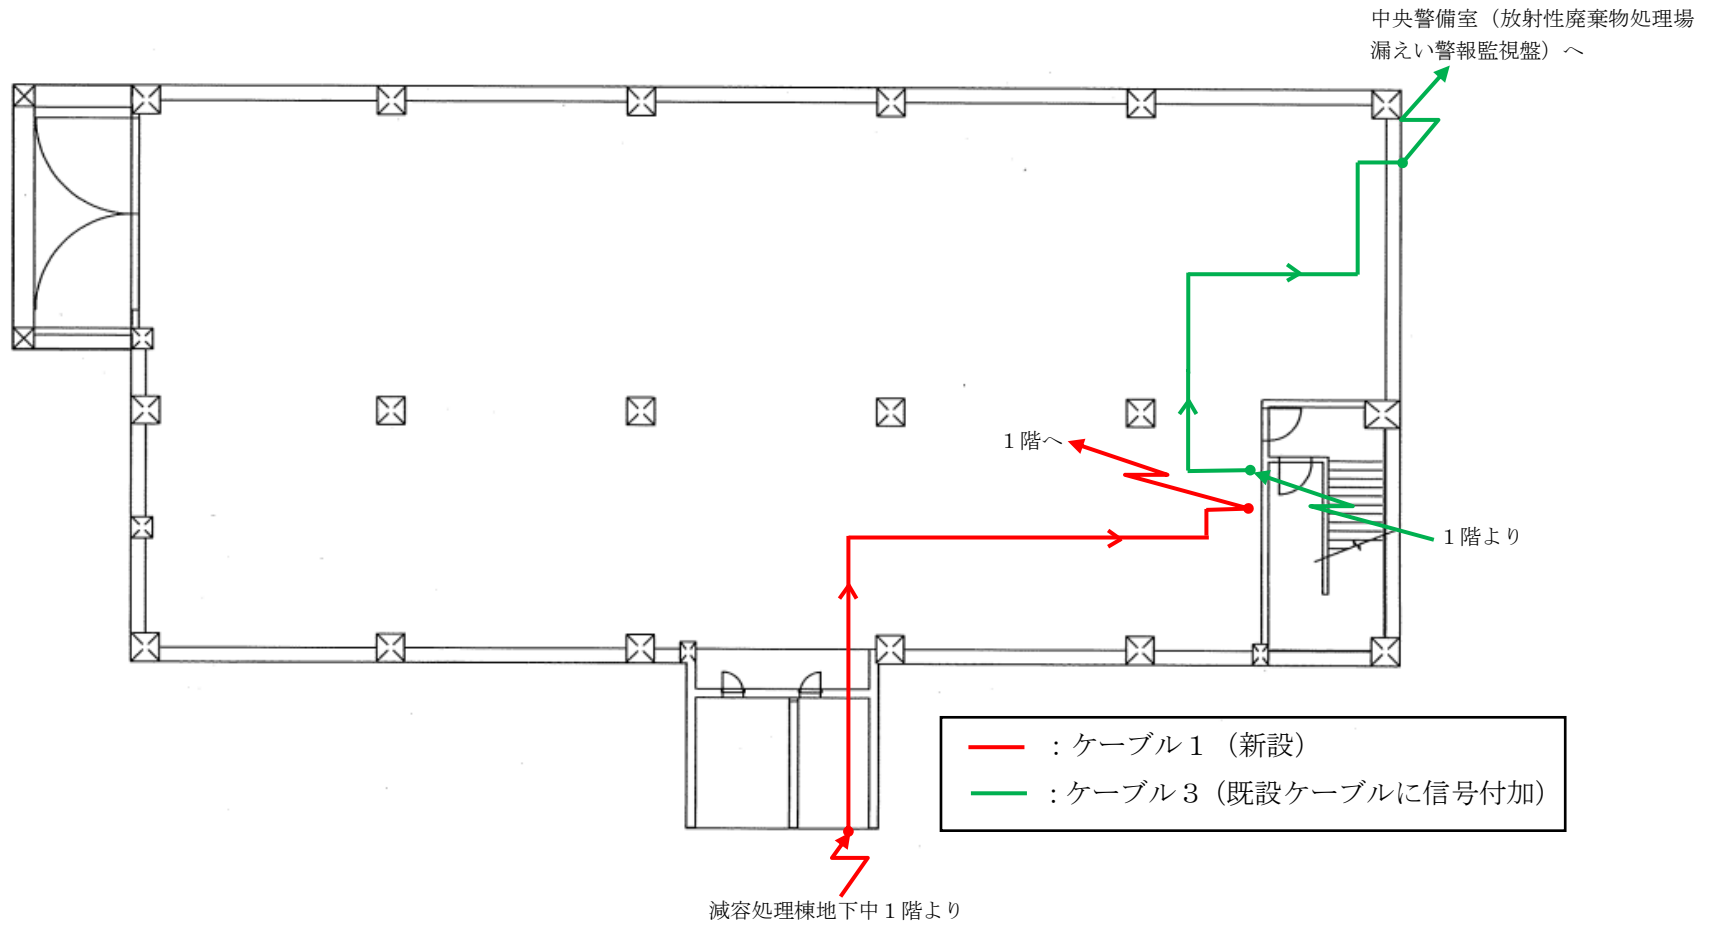 中央警備室（放射性廃棄物処理場
漏えい警報監視盤）へ
１階へ
１階より
：ケーブル１（新設）
：ケーブル３（既設ケーブルに信号付加）
減容処理棟地下中１階より